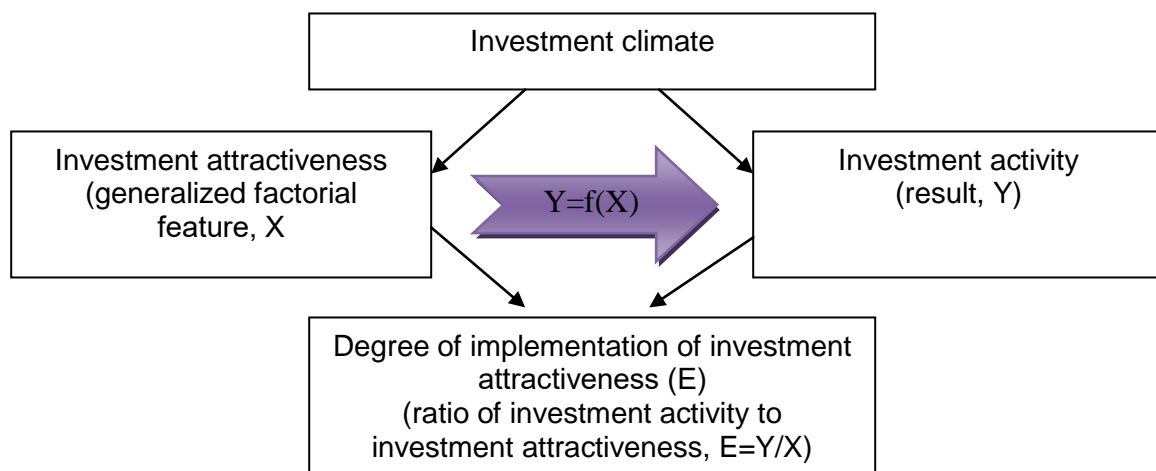 Investment climate
Investment attractiveness
(generalized factorial
feature, X
Y=f(X)
Investment activity
(result, Y)
Degree of implementation of investment
attractiveness (E)
(ratio of investment activity to
investment attractiveness, E=Y/X)